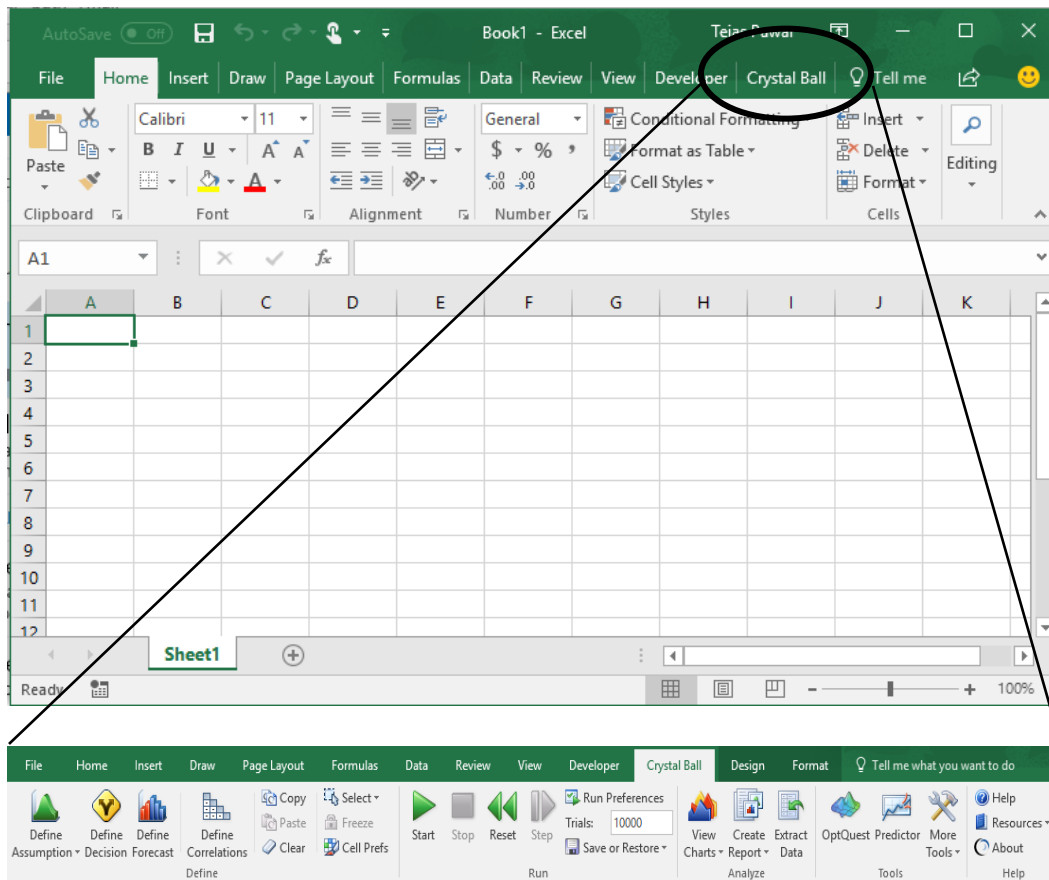 AutoSave Off Book1 - Excel Tejas Pawar
File Home Insert Draw Page Layout Formulas Data Review View Developer Crystal Ball Tell me
Calibri 11 General Conditional Formatting Insert
Paste B I U A A $ % , Format as Table Delete Editing
Cell Styles Format
Clipboard Font Alignment Number Styles Cells
A1 fx
A B C D E F G H I J K
1
2
3
4
5
6
7
8
9
10
11
12
Sheet1
Ready 100%
File Home Insert Draw Page Layout Formulas Data Review View Developer Crystal Ball Design Format Tell me what you want to do
Copy Select Run Preferences Help
Paste Freeze Trials: 10000 Resources
Define Define Define Define Start Stop Reset Step View Create Extract OptQuest Predictor More
Assumption Decision Forecast Correlations Clear Cell Prefs Save or Restore Charts Report Data Tools About
Define Run Analyze Tools Help